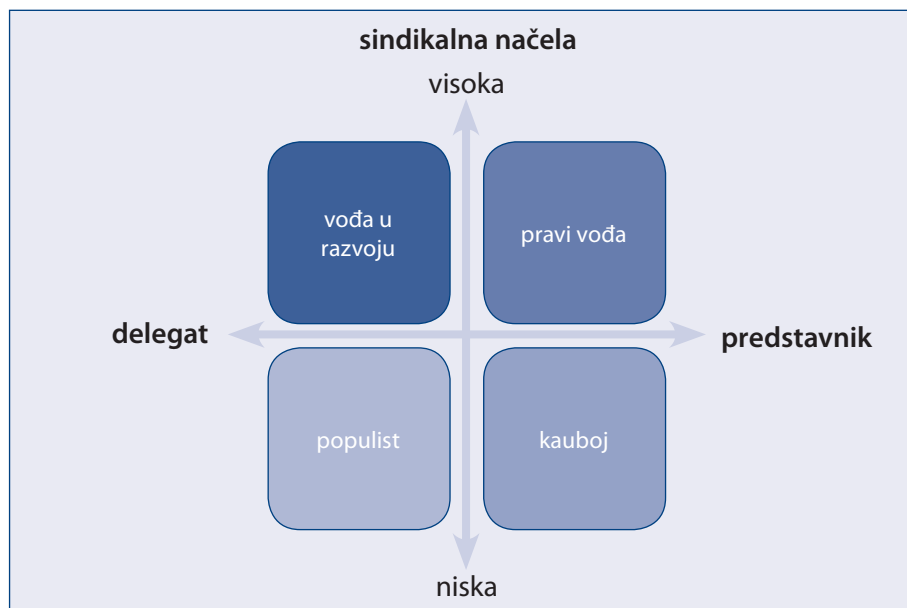 sindikalna načela
visoka
vođa u
razvoju
pravi vođa
delegat
predstavnik
populist
kauboj
niska